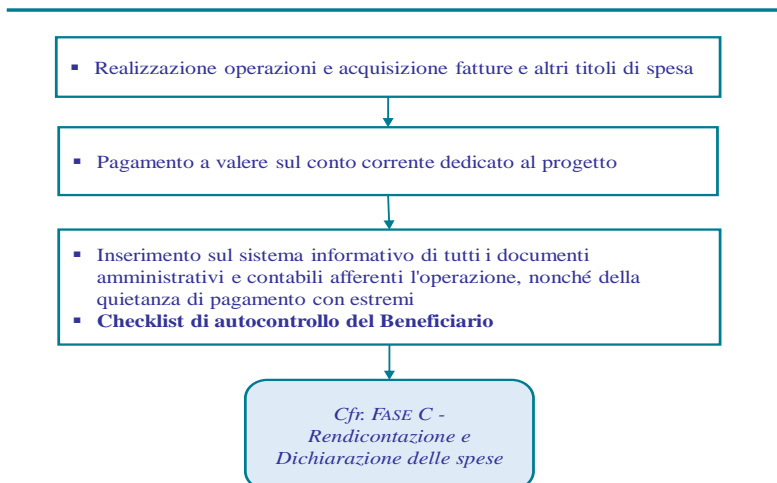 ▪ Realizzazione operazioni e acquisizione fatture e altri titoli di spesa
▪ Pagamento a valere sul conto corrente dedicato al progetto
▪ Inserimento sul sistema informativo di tutti i documenti
amministrativi e contabili afferenti l'operazione, nonché della
quietanza di pagamento con estremi
▪ Checklist di autocontrollo del Beneficiario
Cfr. FASE C -
Rendicontazione e
Dichiarazione delle spese